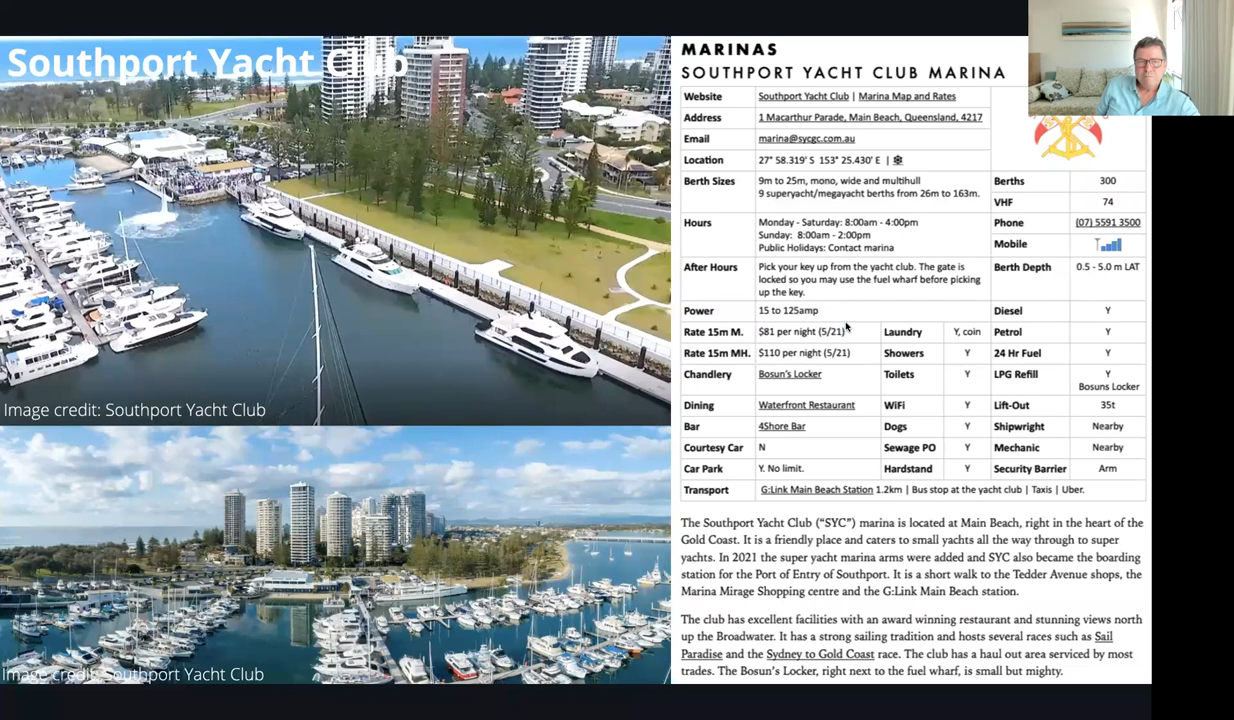 Southport Yacht Club
Image credit: Southport Yacht Club
Image credit: Southport Yacht Club
MARINAS
SOUTHPORT YACHT CLUB MARINA
Website Southport Yacht Club | Marina Map and Rates
Address 1 Macarthur Parade, Main Beach, Queensland, 4217
Email marina@sycgc.com.au
Location 27° 58.319' S 153° 25.430' E |
Berth Sizes 9m to 25m, mono, wide and multihull Berths 300
9 superyacht/megayacht berths from 26m to 163m.
VHF 74
Hours Monday - Saturday: 8:00am - 4:00pm Phone (07) 5591 3500
Sunday: 8:00am - 2:00pm
Public Holidays: Contact marina Mobile
After Hours Pick your key up from the yacht club. The gate is Berth Depth 0.5 - 5.0 m LAT
locked so you may use the fuel wharf before picking
up the key.
Power 15 to 125amp Diesel Y
Rate 15m M. $81 per night (5/21) Laundry Y, coin Petrol Y
Rate 15m MH. $110 per night (5/21) Showers Y 24 Hr Fuel Y
Chandlery Bosun's Locker Toilets Y LPG Refill Y
Bosuns Locker
Dining Waterfront Restaurant WiFi Y Lift-Out 35t
Bar 4Shore Bar Dogs Y Shipwright Nearby
Courtesy Car N Sewage PO Y Mechanic Nearby
Car Park Y. No limit. Hardstand Y Security Barrier Arm
Transport G:Link Main Beach Station 1.2km | Bus stop at the yacht club | Taxis | Uber.
The Southport Yacht Club (“SYC”) marina is located at Main Beach, right in the heart of the
Gold Coast. It is a friendly place and caters to small yachts all the way through to super
yachts. In 2021 the super yacht marina arms were added and SYC also became the boarding
station for the Port of Entry of Southport. It is a short walk to the Tedder Avenue shops, the
Marina Mirage Shopping centre and the G:Link Main Beach station.
The club has excellent facilities with an award winning restaurant and stunning views north
up the Broadwater. It has a strong sailing tradition and hosts several races such as Sail
Paradise and the Sydney to Gold Coast race. The club has a haul out area serviced by most
trades. The Bosun's Locker, right next to the fuel wharf, is small but mighty.